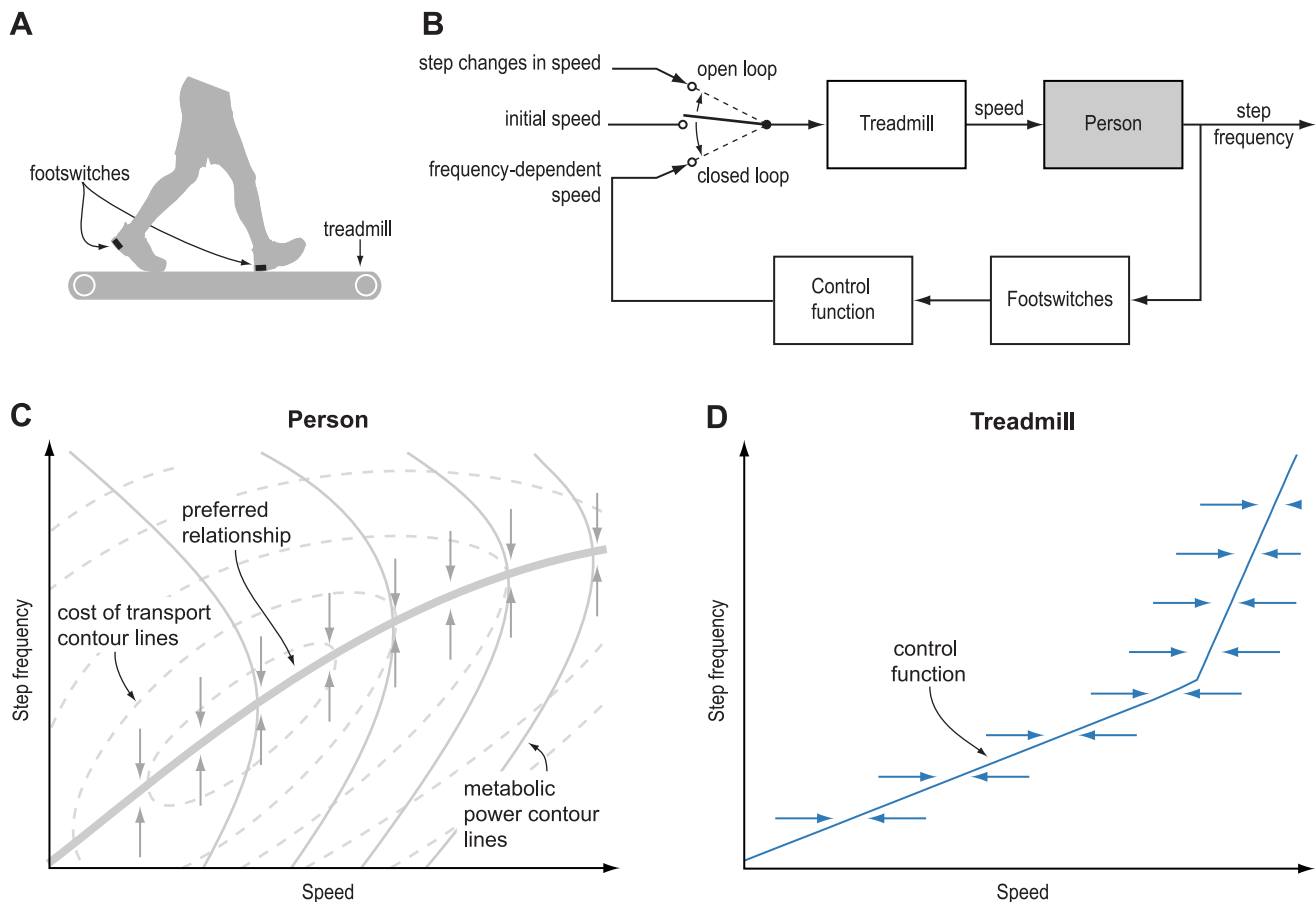 A
footswitches
treadmill
B
step changes in speed
open loop
initial speed
frequency-dependent
speed
closed loop
Treadmill
speed
Person
step
frequency
Control
function
Footswitches
C
Person
preferred
relationship
cost of transport
contour lines
metabolic
power contour
lines
Step frequency
Speed
D
Treadmill
control
function
Step frequency
Speed